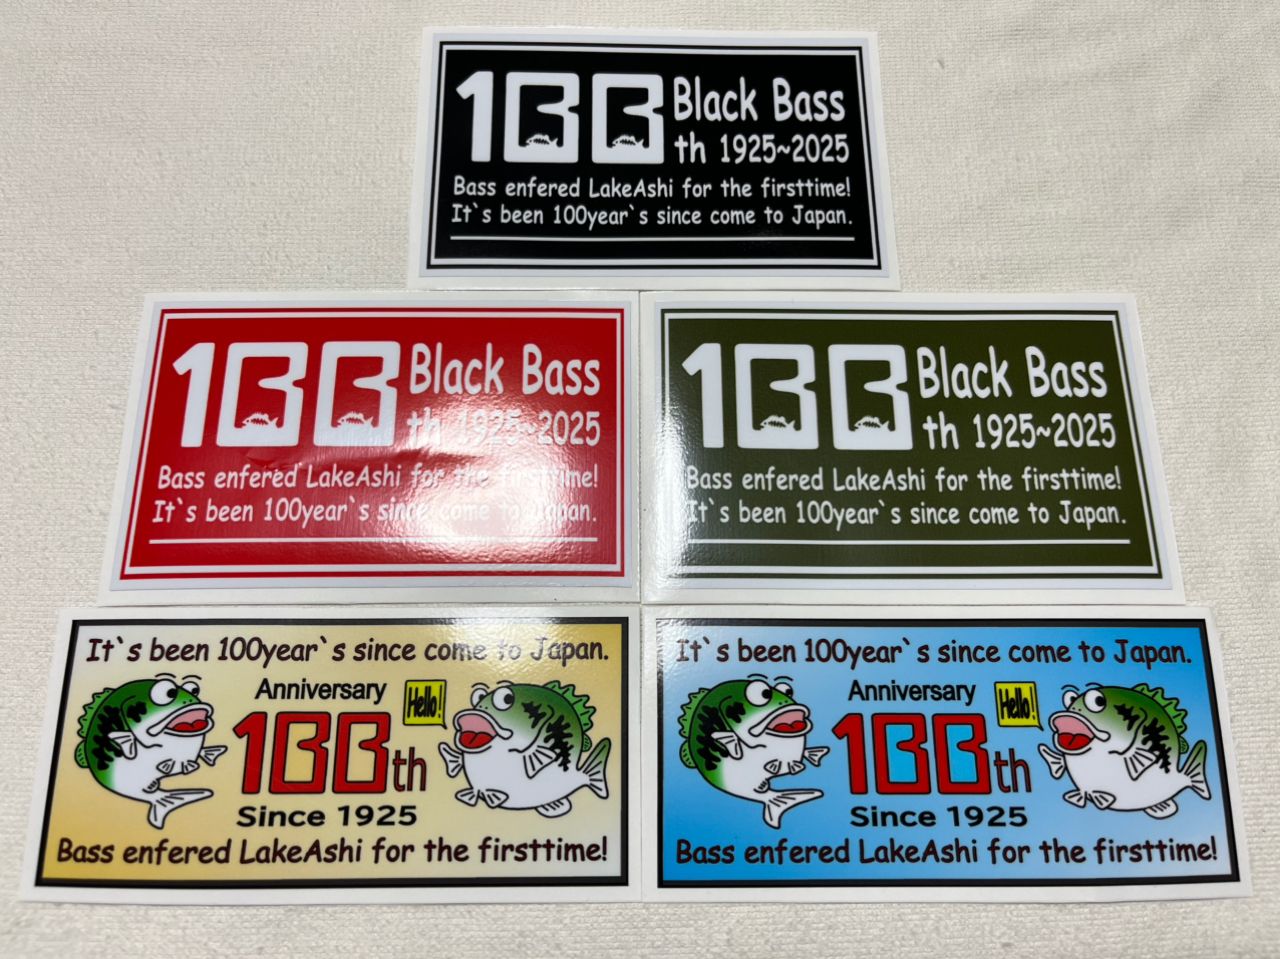 100 Black Bass
th 1925~2025
Bass enfered LakeAshi for the firsttime!
It`s been 100year`s since come to Japan.
100 Black Bass
th 1925~2025
Bass enfered LakeAshi for the firsttime!
It`s been 100year`s since come to Japan.
100 Black Bass
th 1925~2025
Bass enfered LakeAshi for the firsttime!
It`s been 100year`s since come to Japan.
It`s been 100year`s since come to Japan.
Anniversary
Hello!
100th
Since 1925
Bass enfered LakeAshi for the firsttime!
It`s been 100year`s since come to Japan.
Anniversary
Hello!
100th
Since 1925
Bass enfered LakeAshi for the firsttime!